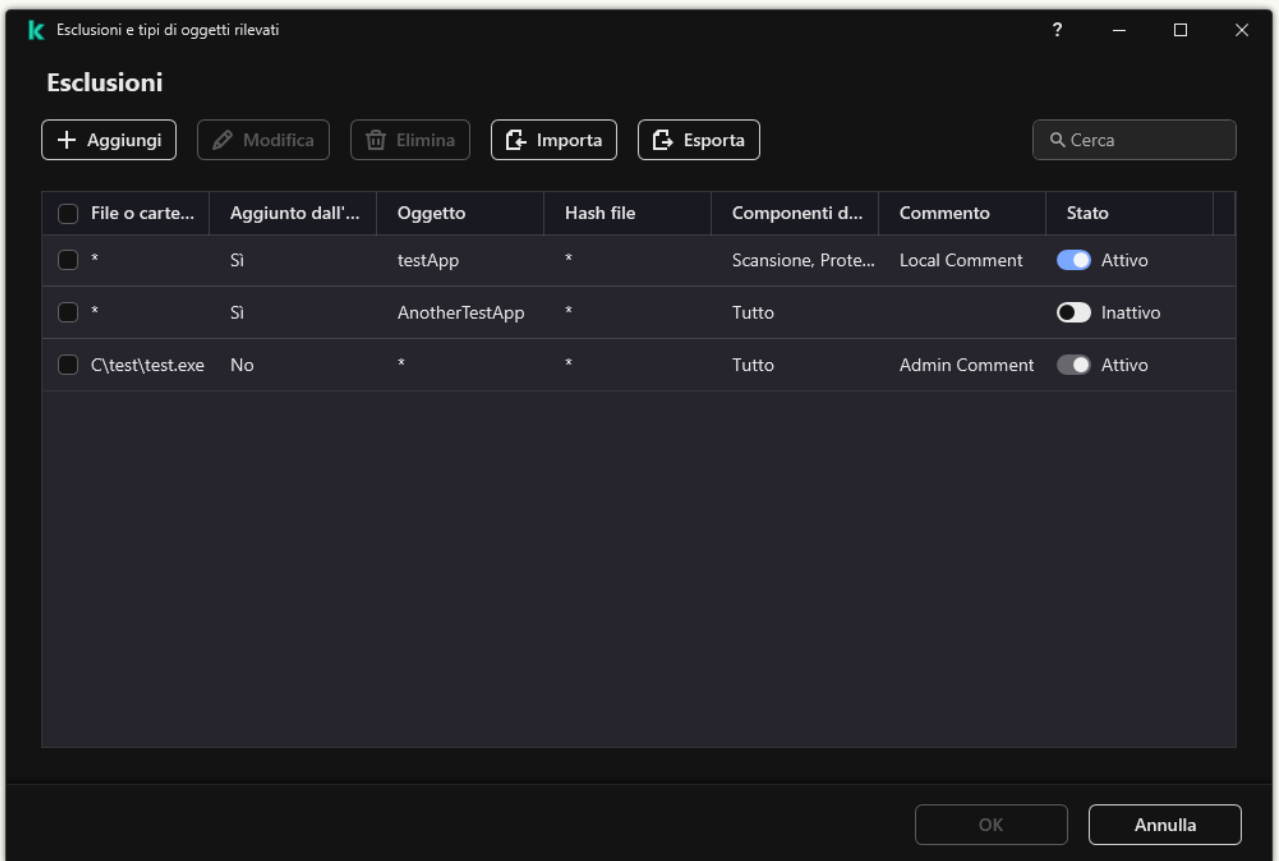 Esclusioni e tipi di oggetti rilevati ?
Esclusioni
Aggiungi Modifica Elimina Importa Esporta Cerca
File o carte... Aggiunto dall'... Oggetto Hash file Componenti d... Commento Stato
* Sì testApp * Scansione, Prote... Local Comment Attivo
* Sì AnotherTestApp * Tutto Inattivo
C\test\test.exe No * * Tutto Admin Comment Attivo
OK Annulla